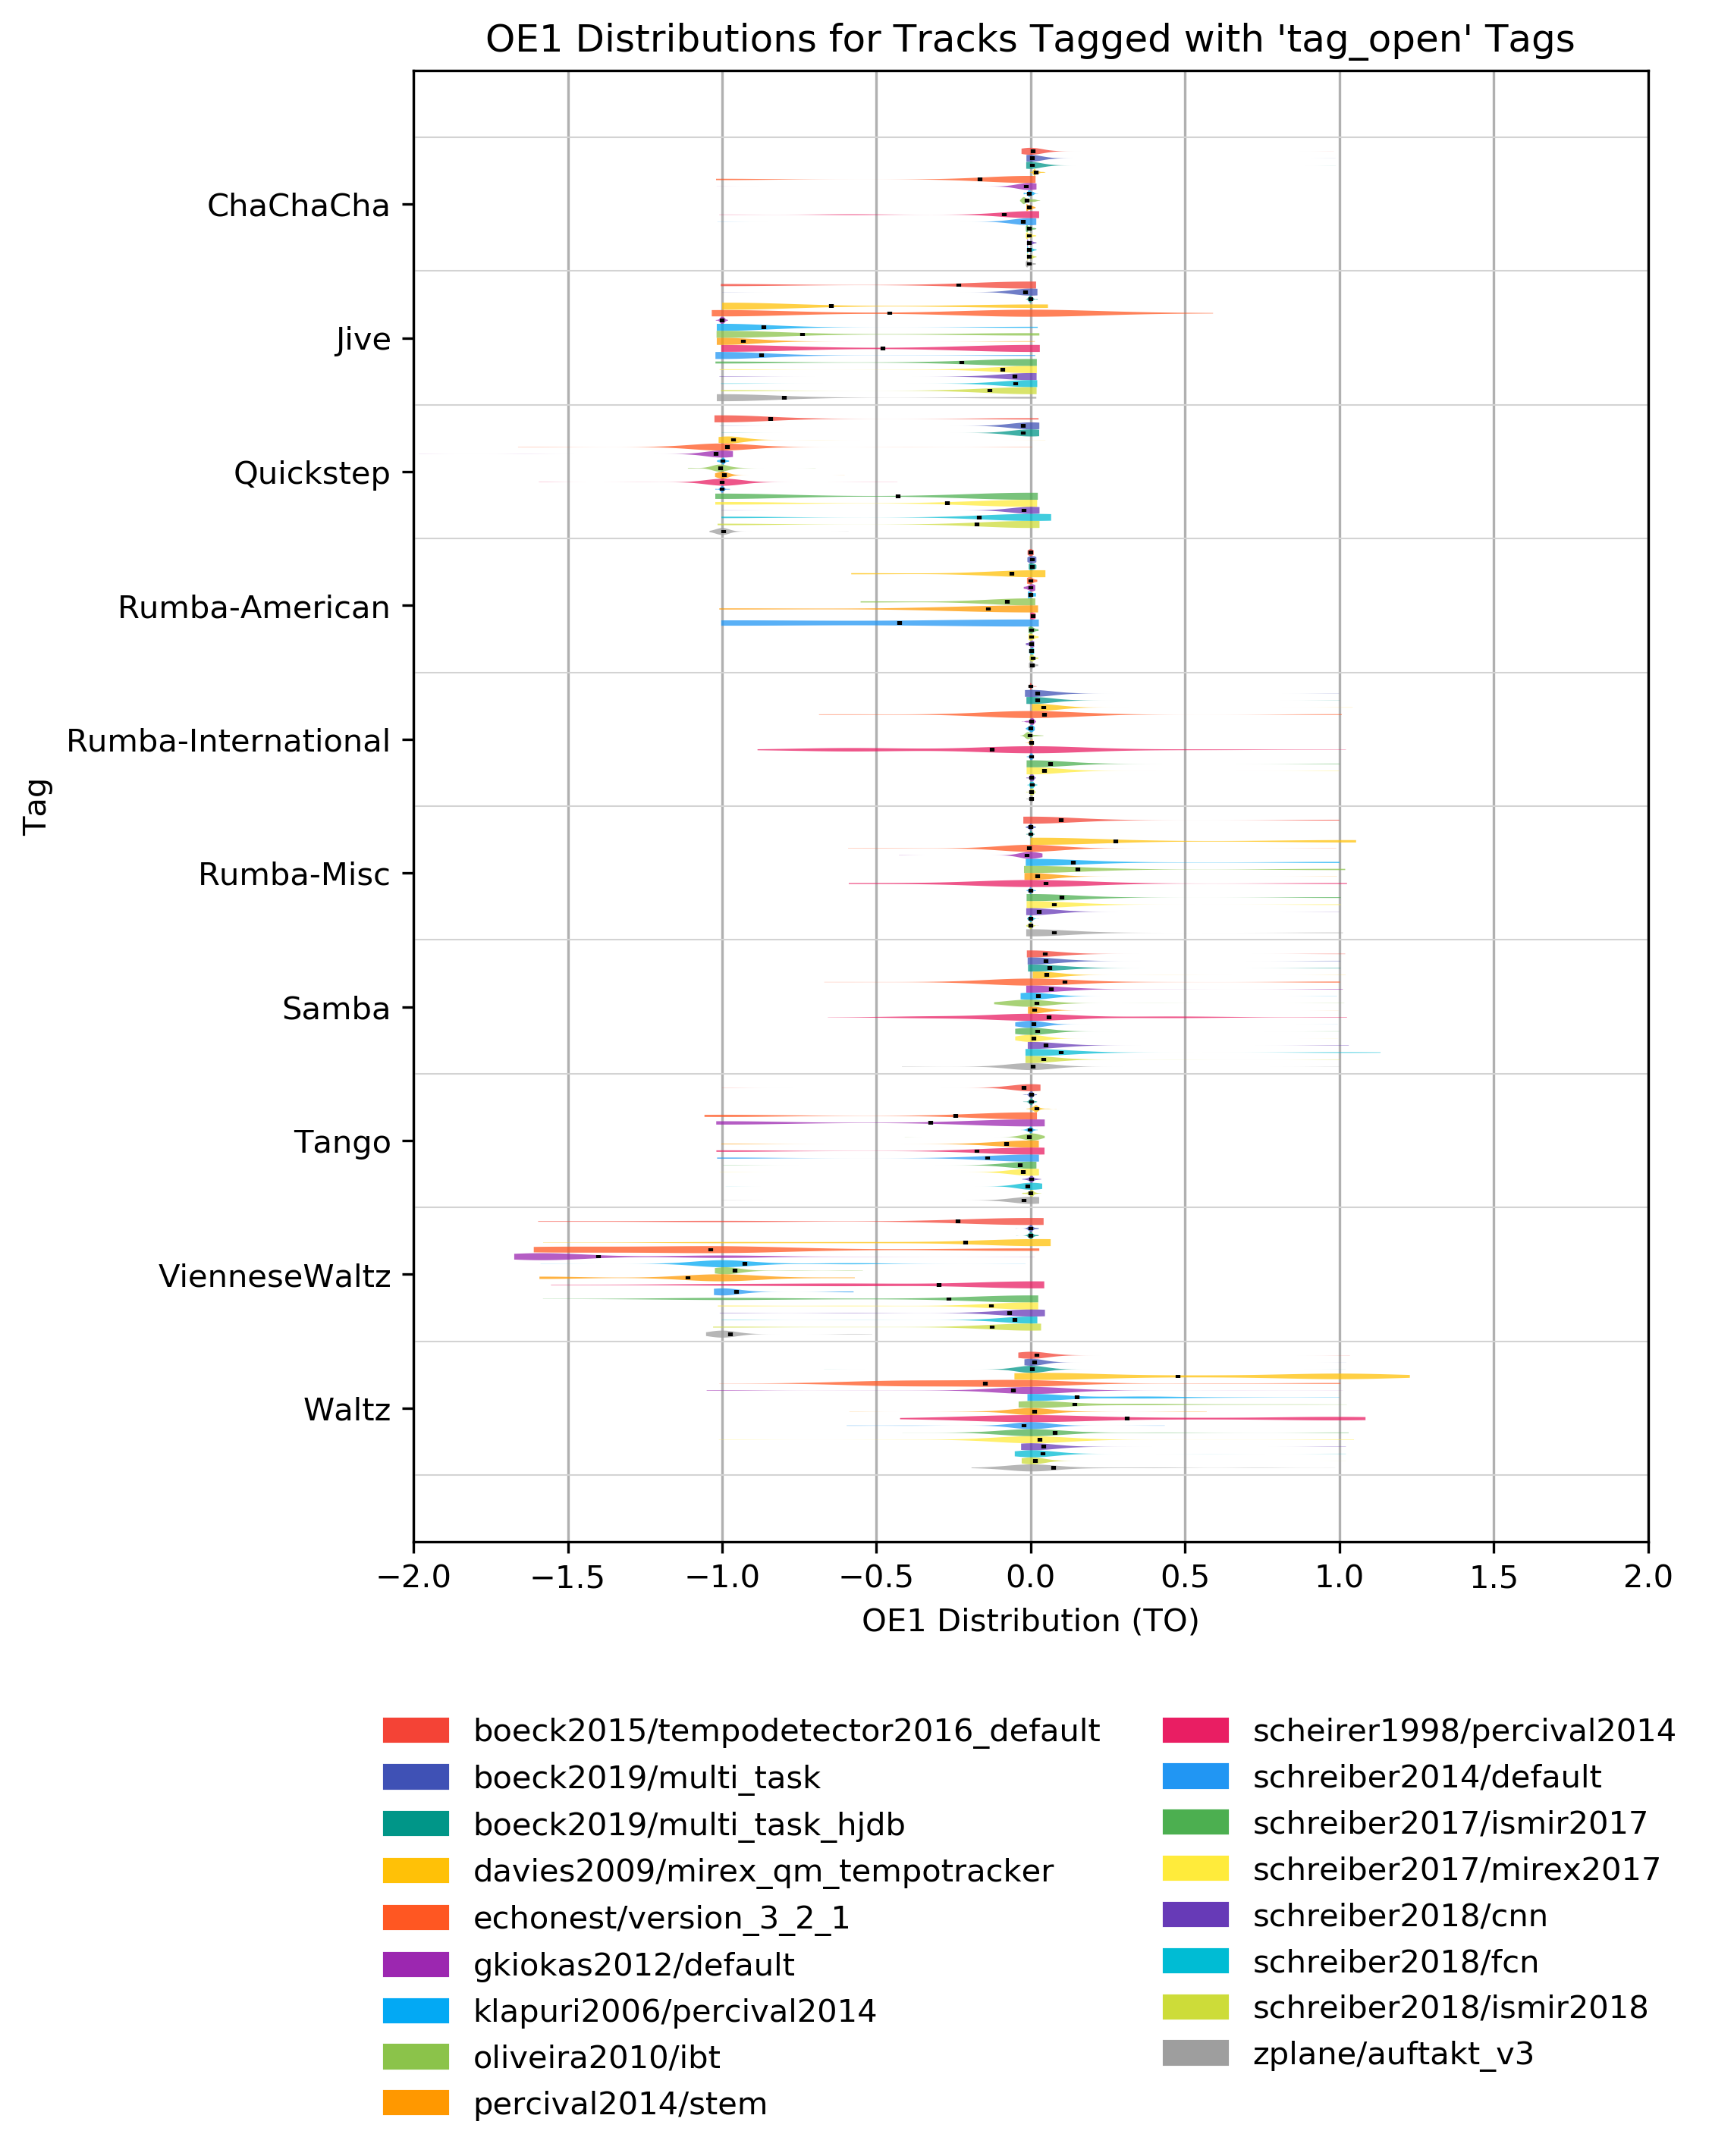 OE1 Distributions for Tracks Tagged with 'tag_open' Tags
ChaChaCha
Jive
Quickstep
Rumba-American
Rumba-International
Rumba-Misc
Samba
Tango
VienneseWaltz
Waltz
Tag
−2.0 −1.5 −1.0 −0.5 0.0 0.5 1.0 1.5 2.0
OE1 Distribution (TO)
boeck2015/tempodetector2016_default
boeck2019/multi_task
boeck2019/multi_task_hjdb
davies2009/mirex_qm_tempotracker
echonest/version_3_2_1
gkiokas2012/default
klapuri2006/percival2014
oliveira2010/ibt
percival2014/stem
scheirer1998/percival2014
schreiber2014/default
schreiber2017/ismir2017
schreiber2017/mirex2017
schreiber2018/cnn
schreiber2018/fcn
schreiber2018/ismir2018
zplane/auftakt_v3